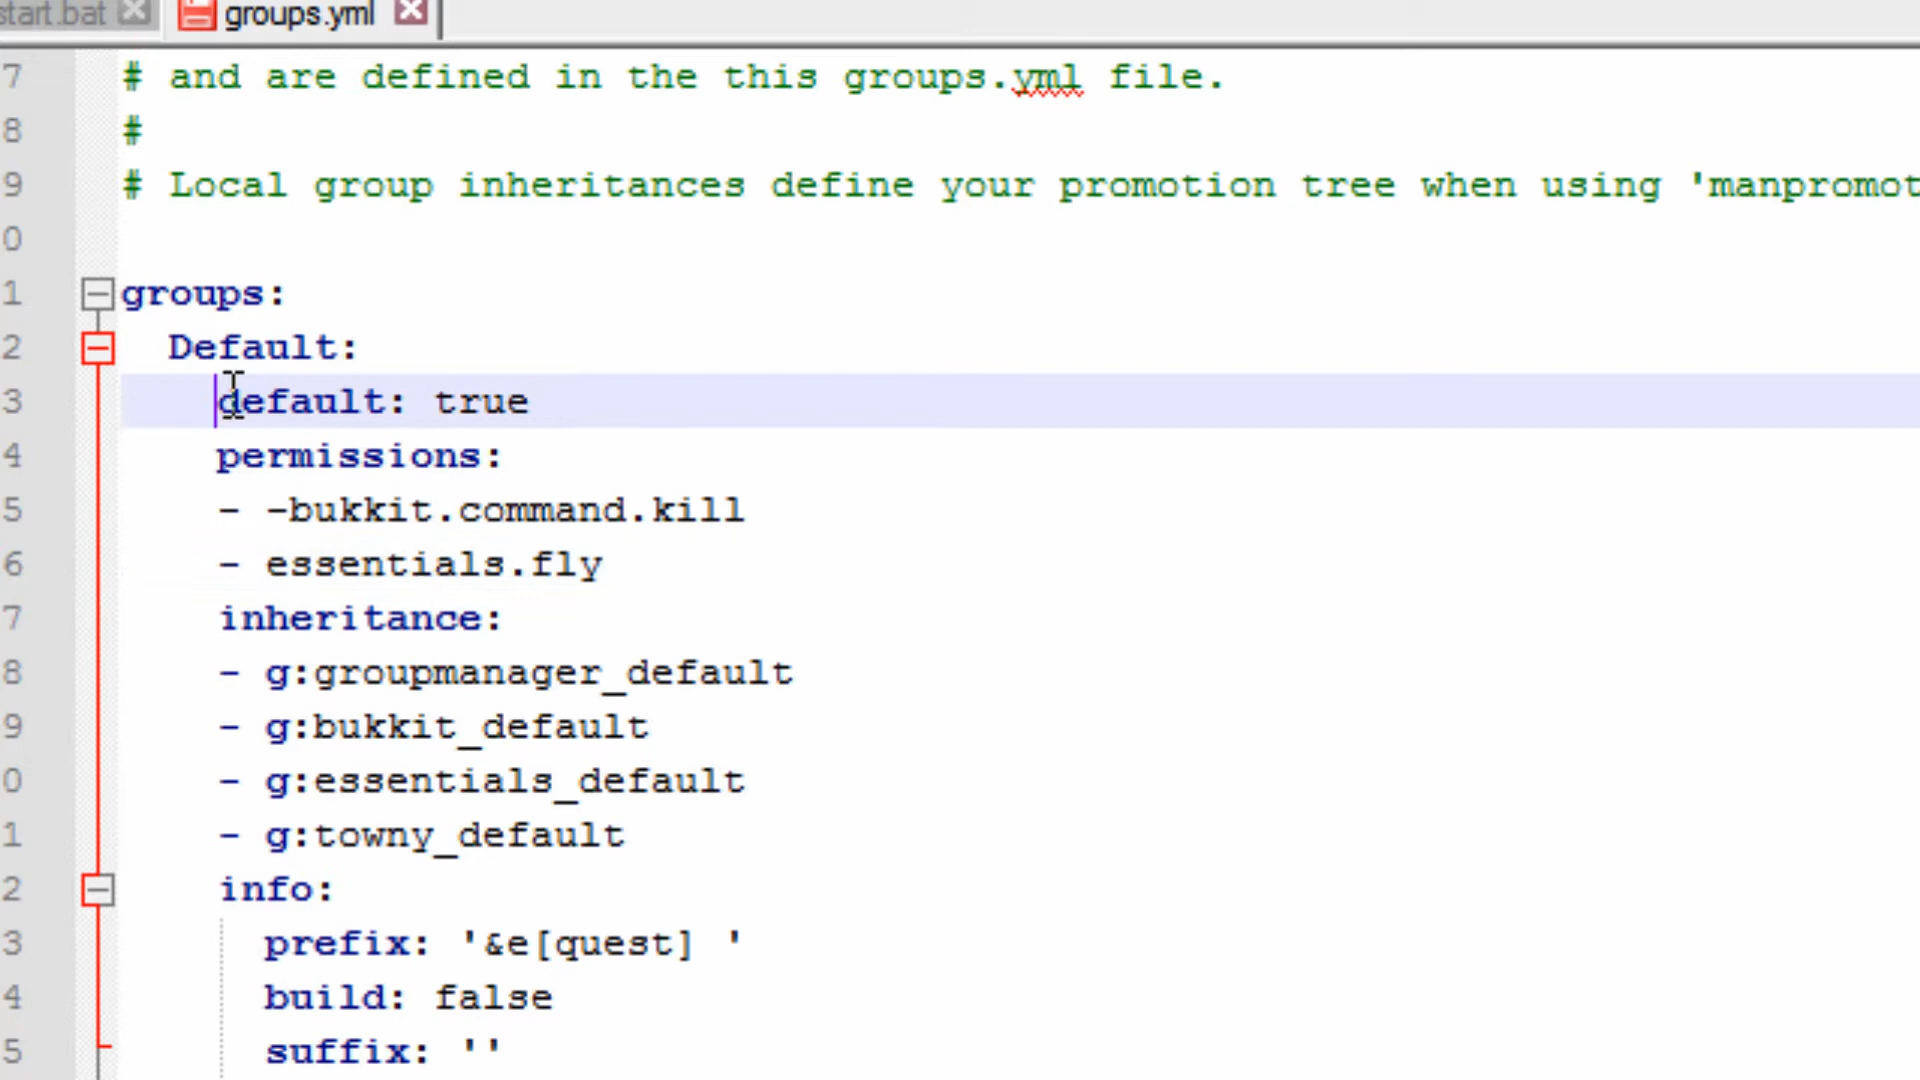 start.bat groups.yml
7 # and are defined in the this groups.yml file.
8 #
9 # Local group inheritances define your promotion tree when using 'manpromot
0
1 groups:
2 Default:
3 default: true
4 permissions:
5 - -bukkit.command.kill
6 - essentials.fly
7 inheritance:
8 - g:groupmanager_default
9 - g:bukkit_default
0 - g:essentials_default
1 - g:towny_default
2 info:
3 prefix: '&e[quest] '
4 build: false
5 suffix: ''